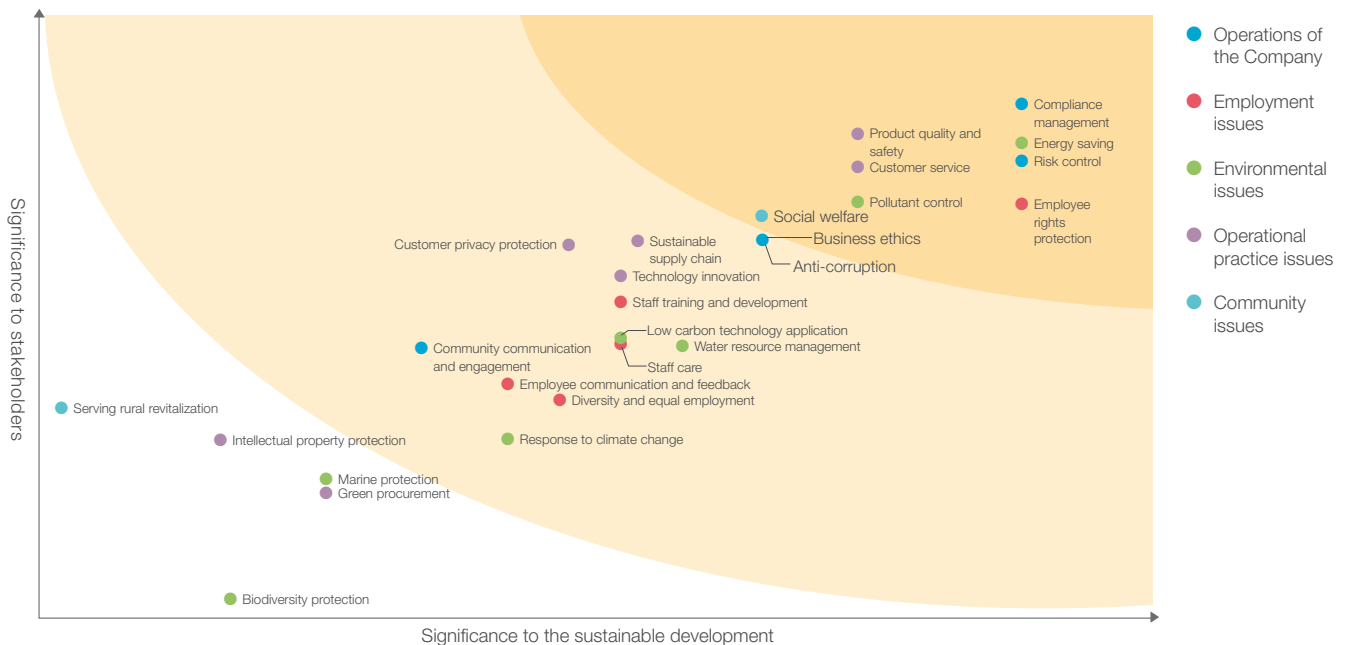 Significance to stakeholders
Compliance
management
Energy saving
Risk control
Employee
rights
protection
Product quality and
safety
Customer service
Pollutant control
Social welfare
Business ethics
Anti-corruption
Customer privacy protection
Sustainable
supply chain
Technology innovation
Staff training and development
Low carbon technology application
Water resource management
Staff care
Community communication
and engagement
Employee communication and feedback
Diversity and equal employment
Serving rural revitalization
Intellectual property protection
Response to climate change
Marine protection
Green procurement
Biodiversity protection
Significance to the sustainable development
Operations of
the Company
Employment
issues
Environmental
issues
Operational
practice issues
Community
issues